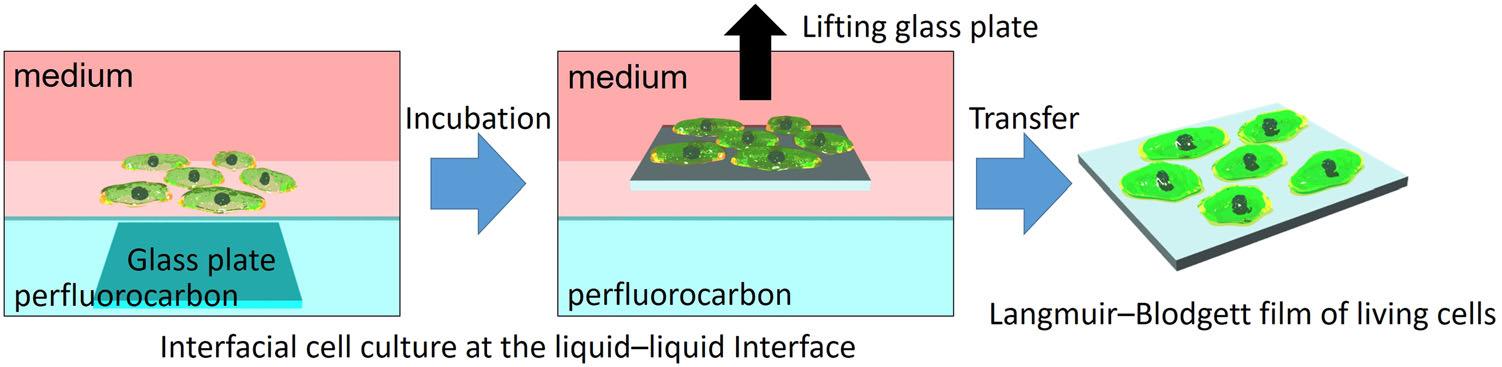 Lifting glass plate
medium
medium
Incubation
Transfer
Glass plate
perfluorocarbon
perfluorocarbon
Langmuir–Blodgett film of living cells
Interfacial cell culture at the liquid–liquid Interface